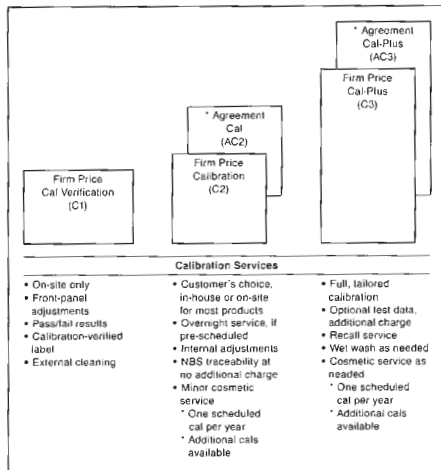 * Agreement
Cal-Plus
(AC3)
Firm Price
Cal-Plus
(C3)
* Agreement
Cal
(AC2)
Firm Price
Calibration
(C2)
Firm Price
Cal Verification
(C1)
Calibration Services
• On-site only
• Front-panel
adjustments
• Pass/fail results
• Calibration-verified
label
• External cleaning
• Customer's choice,
in-house or on-site
for most products
• Overnight service, if
pre-scheduled
• Internal adjustments
• NBS traceability at
no additional charge
• Minor cosmetic
service
* One scheduled
cal per year
* Additional cals
available
• Full, tailored
calibration
• Optional test data,
additional charge
• Recall service
• Wet wash as needed
• Cosmetic service as
needed
* One scheduled
cal per year
* Additional cals
available